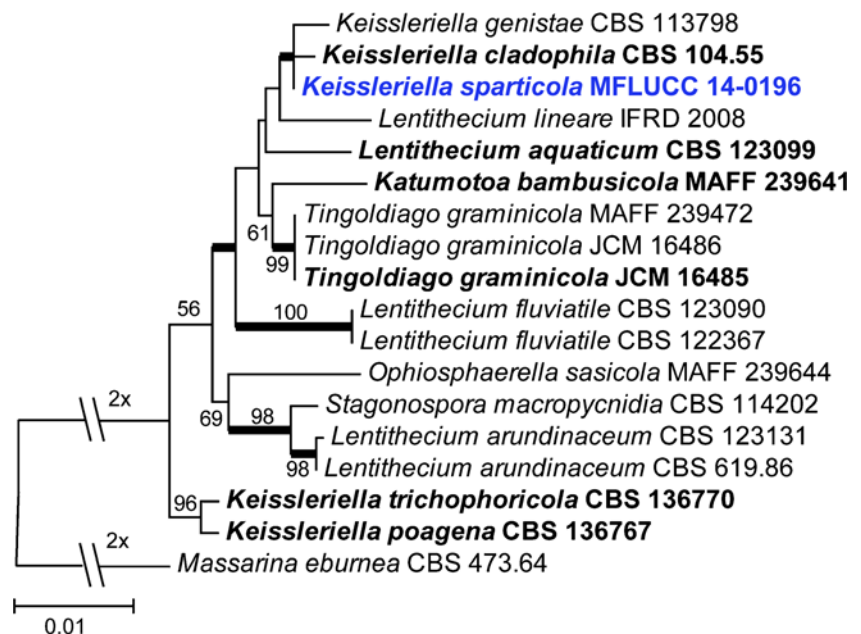 Keissleriella genistae CBS 113798
Keissleriella cladophila CBS 104.55
Keissleriella sparticola MFLUCC 14-0196
Lentithecium lineare IFRD 2008
Lentithecium aquaticum CBS 123099
Katumotoa bambusicola MAFF 239641
Tingoldiago graminicola MAFF 239472
61
Tingoldiago graminicola JCM 16486
99
Tingoldiago graminicola JCM 16485
56
100
Lentithecium fluviatile CBS 123090
Lentithecium fluviatile CBS 122367
Ophiosphaerella sasicola MAFF 239644
2x
69
98
Stagonospora macropycnidia CBS 114202
Lentithecium arundinaceum CBS 123131
98
Lentithecium arundinaceum CBS 619.86
96
Keissleriella trichophoricola CBS 136770
Keissleriella poagena CBS 136767
2x
Massarina eburnea CBS 473.64
0.01